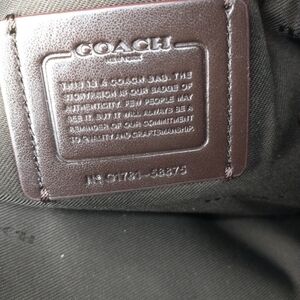 COACH
NEW YORK
THIS IS A COACH BAG. THE
STORYPATCH IS OUR BADGE OF
AUTHENTICITY. FEW PEOPLE MAY
SEE IT. BUT IT WILL ALWAYS BE A
REMINDER OF OUR COMMITMENT
TO QUALITY AND CRAFTSMANSHIP.
Nº G1781-58875